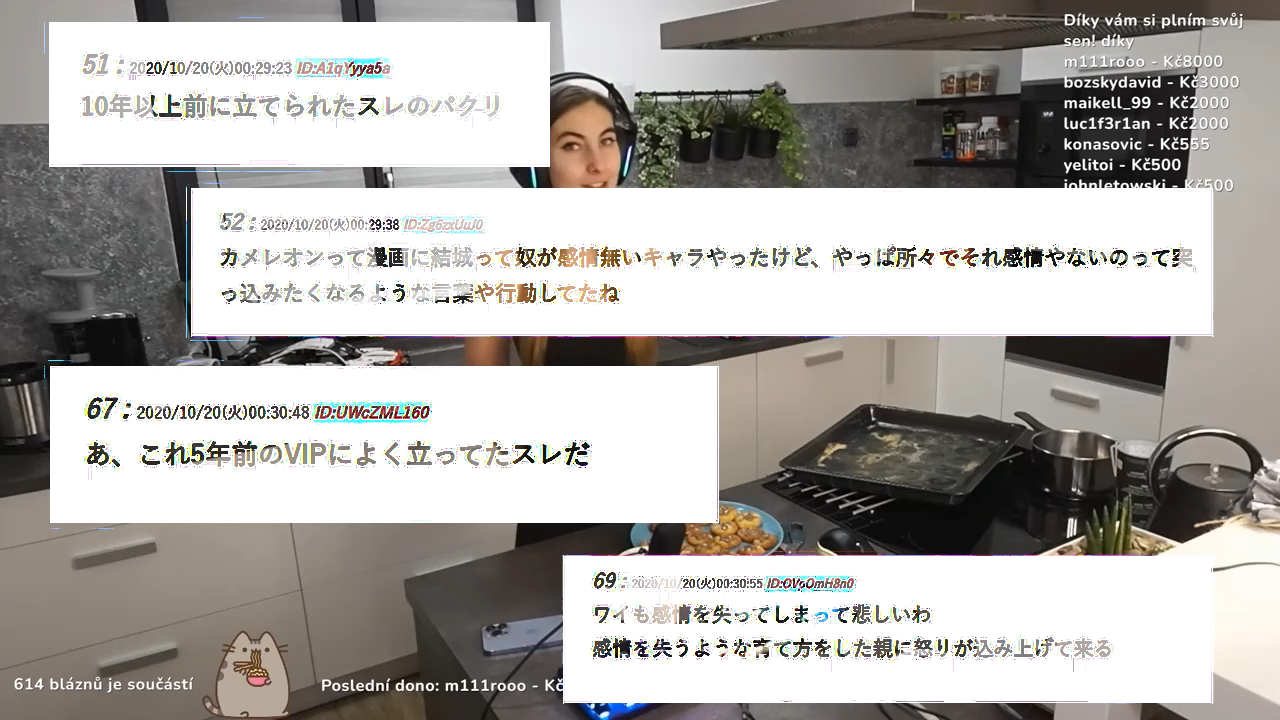 51：2020/10/20(火)00:29:23 ID:A1qYyya5a
10年以上前に立てられたスレのパクリ
Díky vám si plním svůj
sen! díky
m111rooo - Kč8000
bozskydavid - Kč3000
maikell_99 - Kč2000
luc1f3r1an - Kč2000
konasovic - Kč555
yelitoi - Kč500
johnletowski - Kč500
52：2020/10/20(火)00:29:38 ID:Zg6zxUuJ0
カメレオンって漫画に結城って奴が感情無いキャラやったけど、やっぱ所々でそれ感情やないのって突
っ込みたくなるような言葉や行動してたね
67：2020/10/20(火)00:30:48 ID:UWcZML160
あ、これ5年前のVIPによく立ってたスレだ
69：2020/10/20(火)00:30:55 ID:OVpOmH8n0
ワイも感情を失ってしまって悲しいわ
感情を失うような育て方をした親に怒りが込み上げて来る
614 bláznů je součástí
Poslední dono: m111rooo - Kč